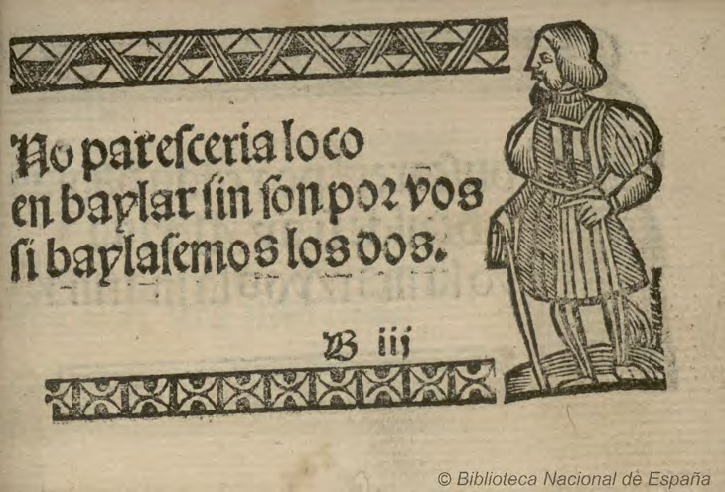 No paresceria loco
en baylar sin son por vos
si baylasemos los dos.
B iij
© Biblioteca Nacional de España